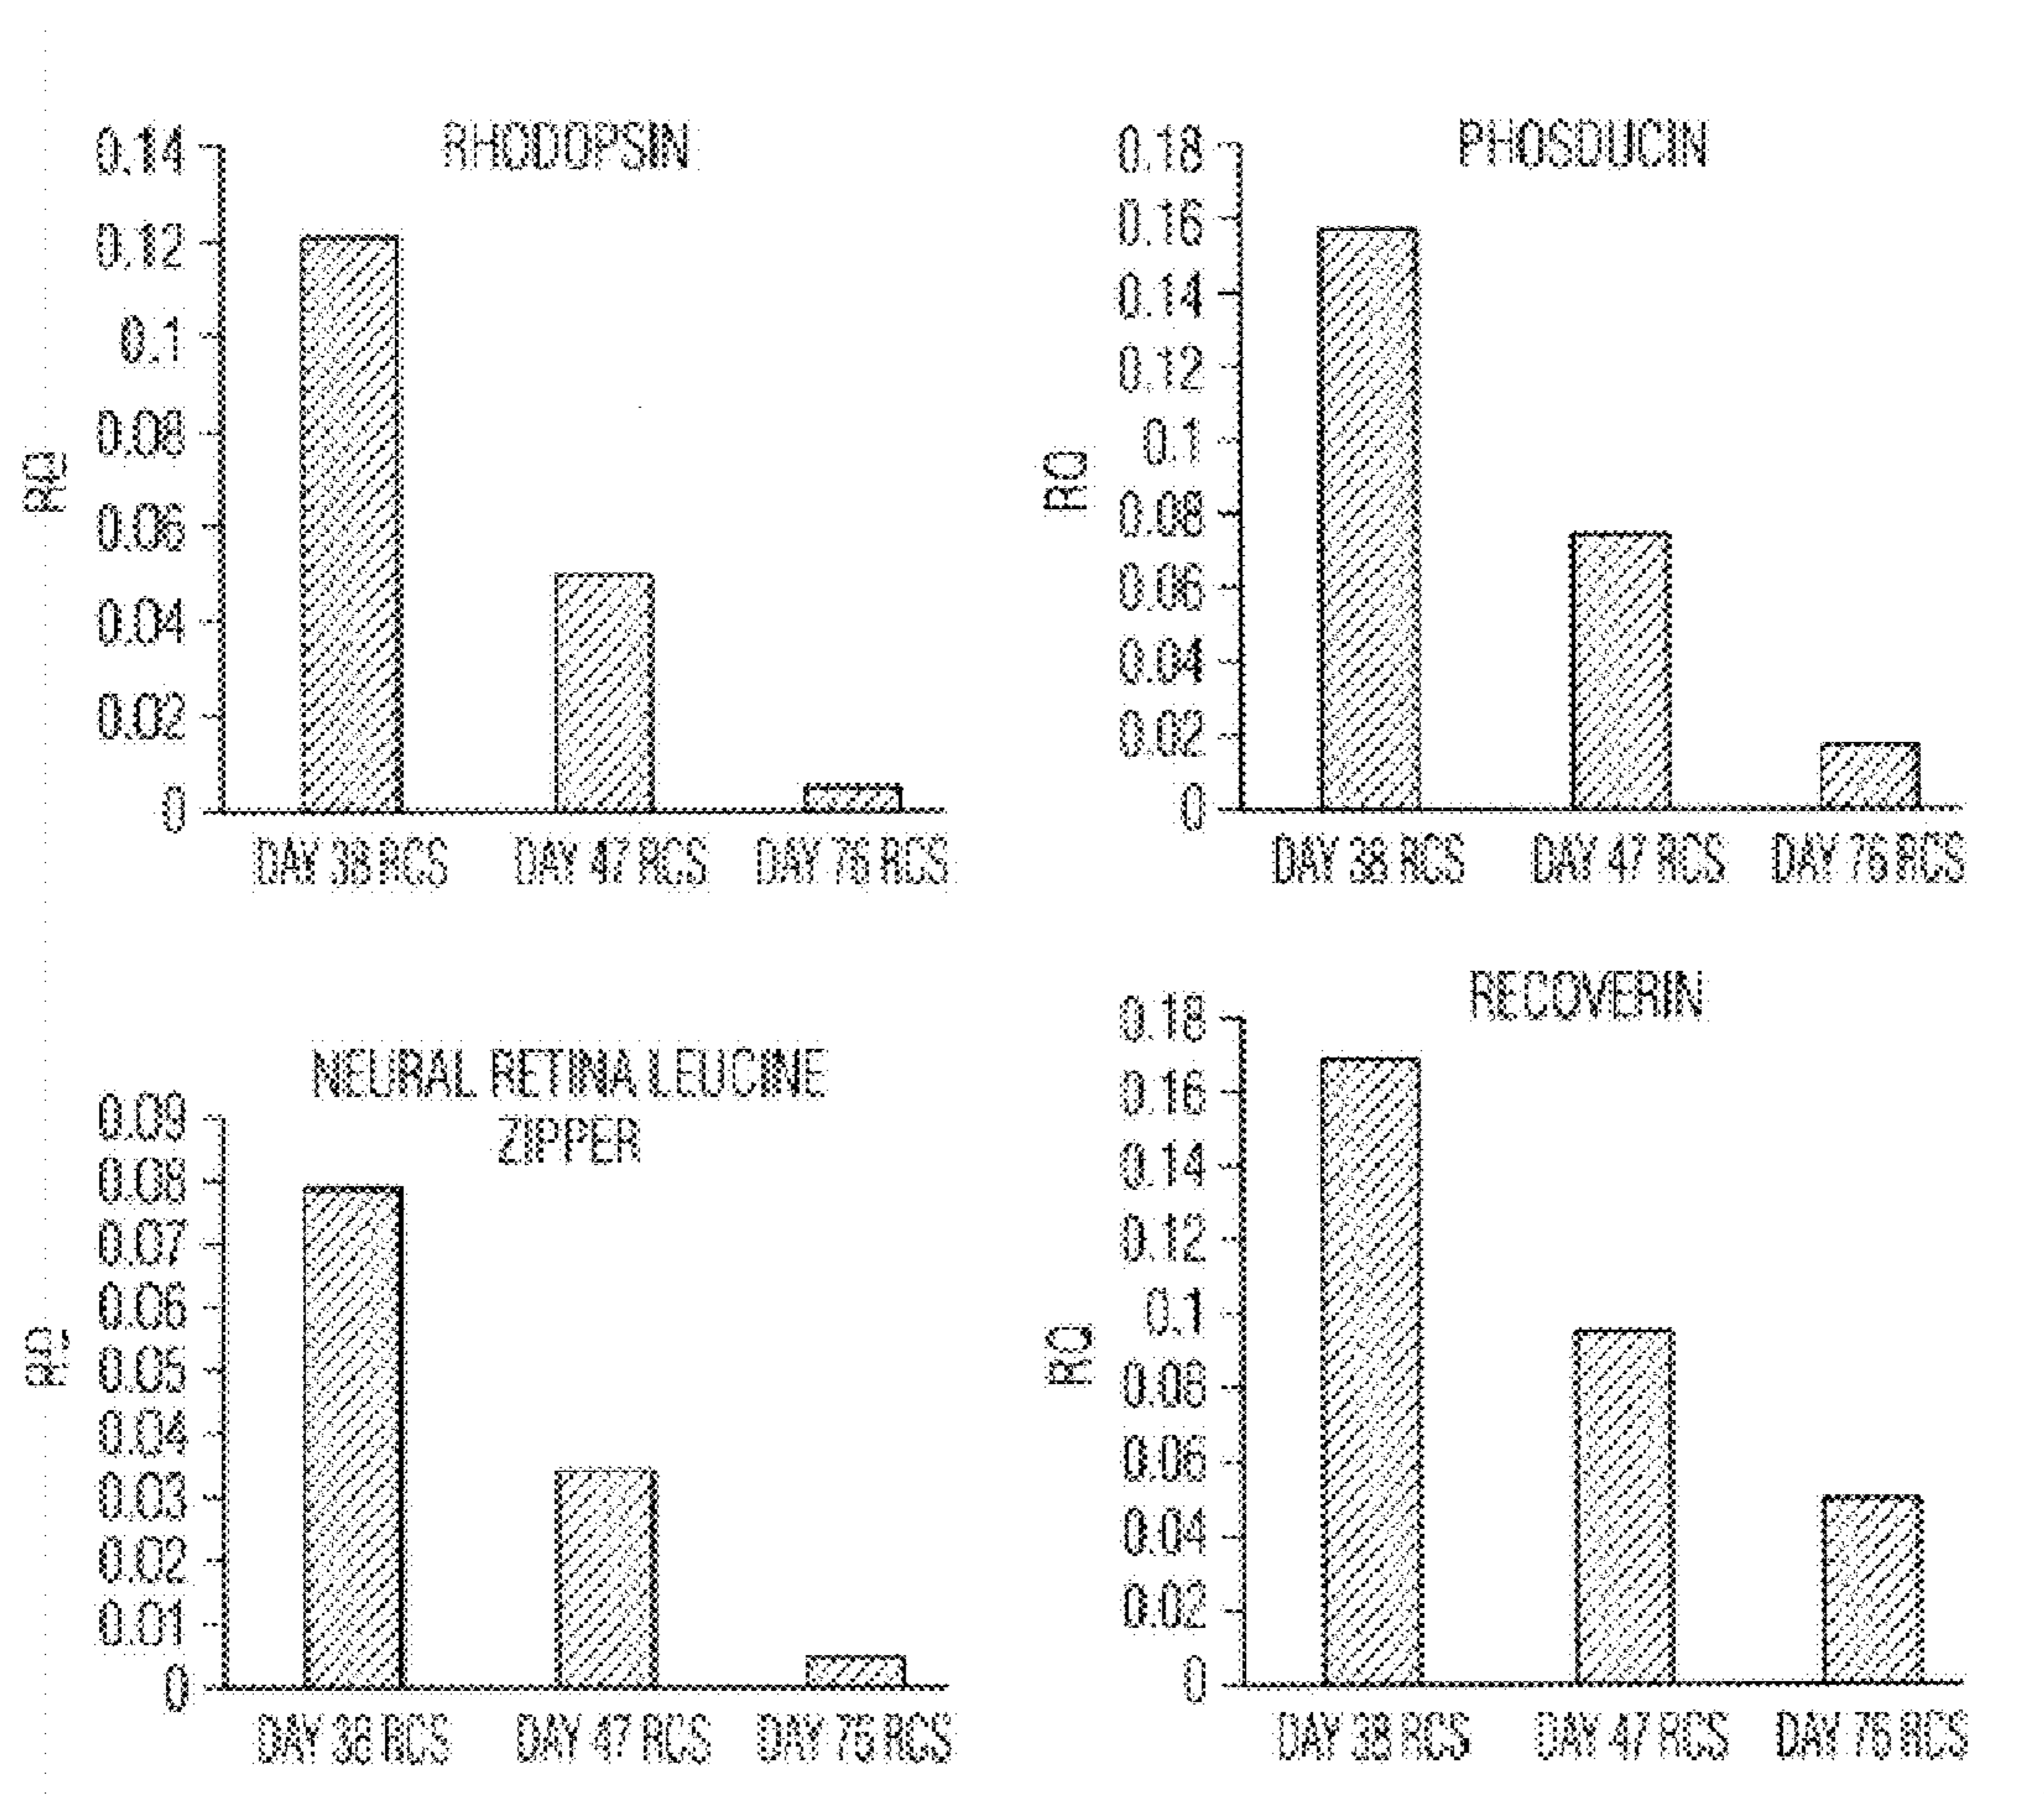 RHODOPSIN
0.14
0.12
0.1
0.08
0.06
0.04
0.02
0
RQ
DAY 38 RCS DAY 47 RCS DAY 76 RCS
PHOSDUCIN
0.18
0.16
0.14
0.12
0.1
0.08
0.06
0.04
0.02
0
RQ
DAY 38 RCS DAY 47 RCS DAY 76 RCS
NEURAL RETINA LEUCINE
ZIPPER
0.09
0.08
0.07
0.06
0.05
0.04
0.03
0.02
0.01
0
RQ
DAY 38 RCS DAY 47 RCS DAY 76 RCS
RECOVERIN
0.18
0.16
0.14
0.12
0.1
0.08
0.06
0.04
0.02
0
RQ
DAY 38 RCS DAY 47 RCS DAY 76 RCS